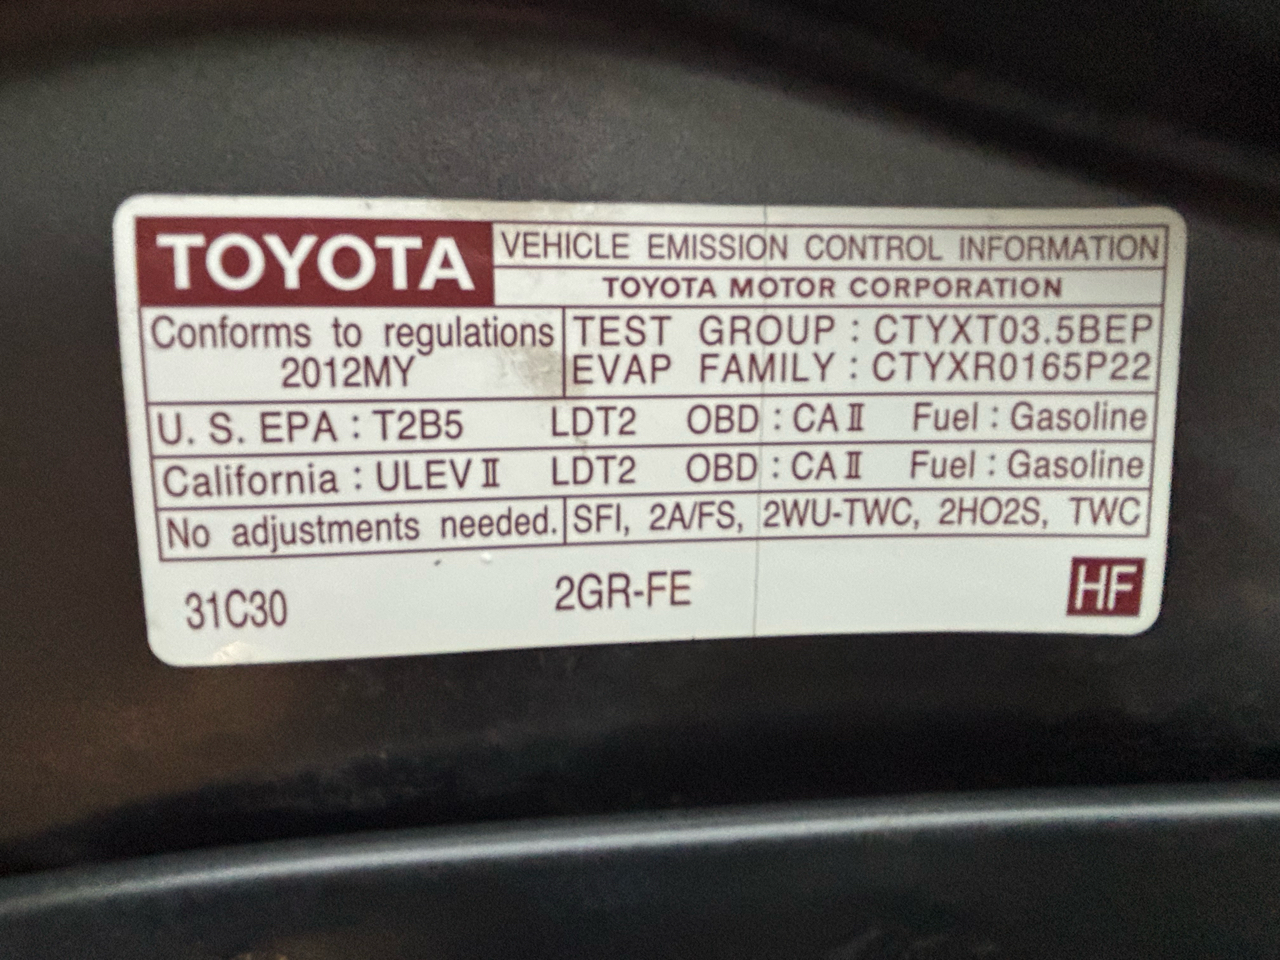 TOYOTA
VEHICLE EMISSION CONTROL INFORMATION
TOYOTA MOTOR CORPORATION
Conforms to regulations
2012MY
TEST GROUP : CTYXT03.5BEP
EVAP FAMILY : CTYXR0165P22
U. S. EPA : T2B5 LDT2 OBD : CA II Fuel : Gasoline
California : ULEV II LDT2 OBD : CA II Fuel : Gasoline
No adjustments needed. SFI, 2A/FS, 2WU-TWC, 2HO2S, TWC
31C30 2GR-FE HF